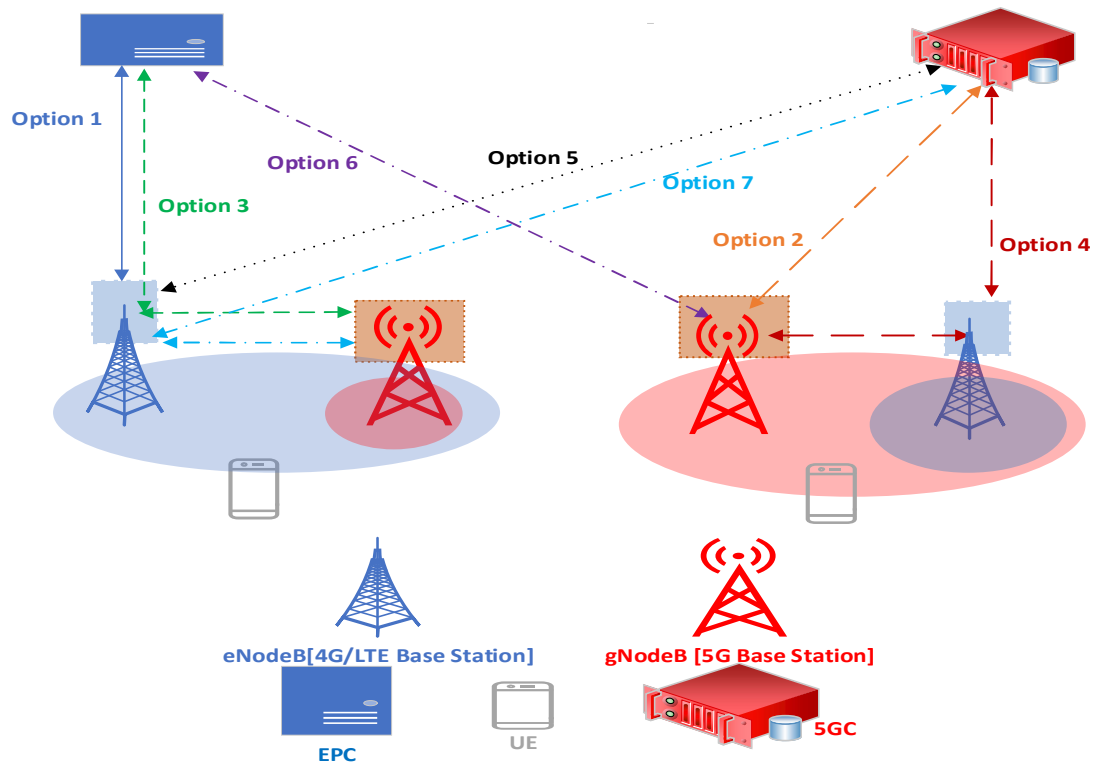 Option 1
Option 5
Option 6
Option 7
Option 3
Option 2
Option 4
eNodeB[4G/LTE Base Station]
gNodeB [5G Base Station]
5GC
UE
EPC